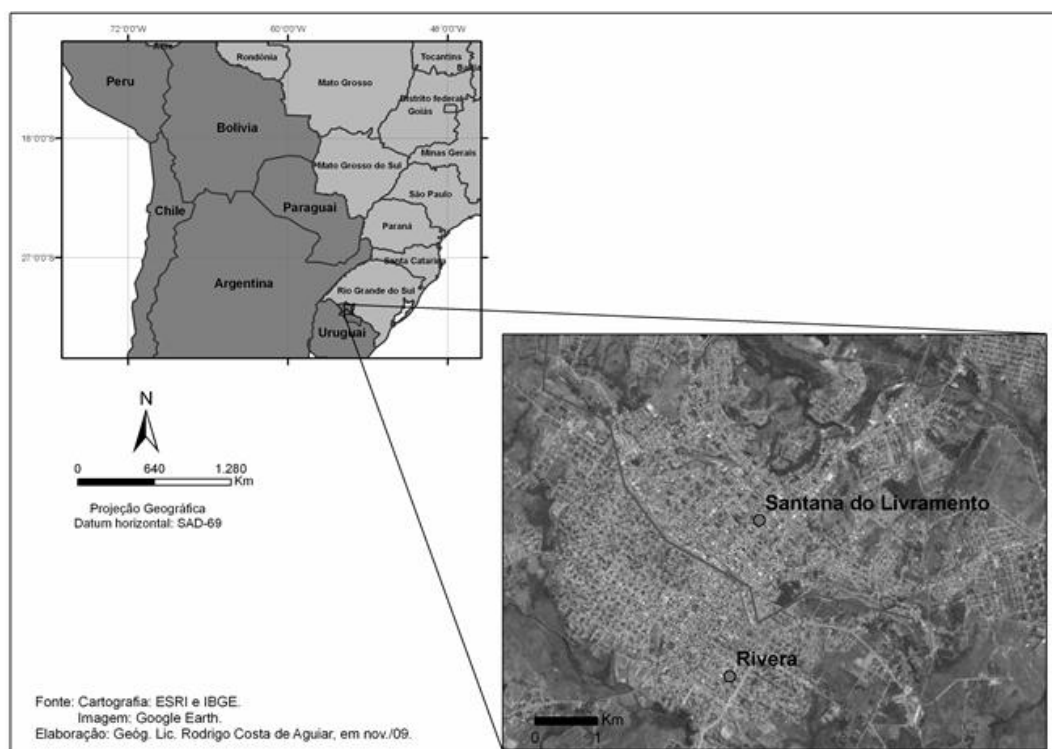 72°0'0"W 60°0'0"W 48°0'0"W
Acre
Rondônia
Tocantins
Bahia
Peru
Mato Grosso
Distrito federal
Goiás
Bolivia
18°0'0"S
Minas Gerais
Mato Grosso do Sul
São Paulo
Chile
Paraguai
Paraná
27°0'0"S
Santa Catarina
Argentina
Rio Grande do Sul
Uruguai
N
0 640 1.280
Km
Projeção Geográfica
Datum horizontal: SAD-69
Santana do Livramento
Rivera
Km
0 1
Fonte: Cartografia: ESRI e IBGE.
Imagem: Google Earth.
Elaboração: Geóg. Lic. Rodrigo Costa de Aguiar, em nov./09.